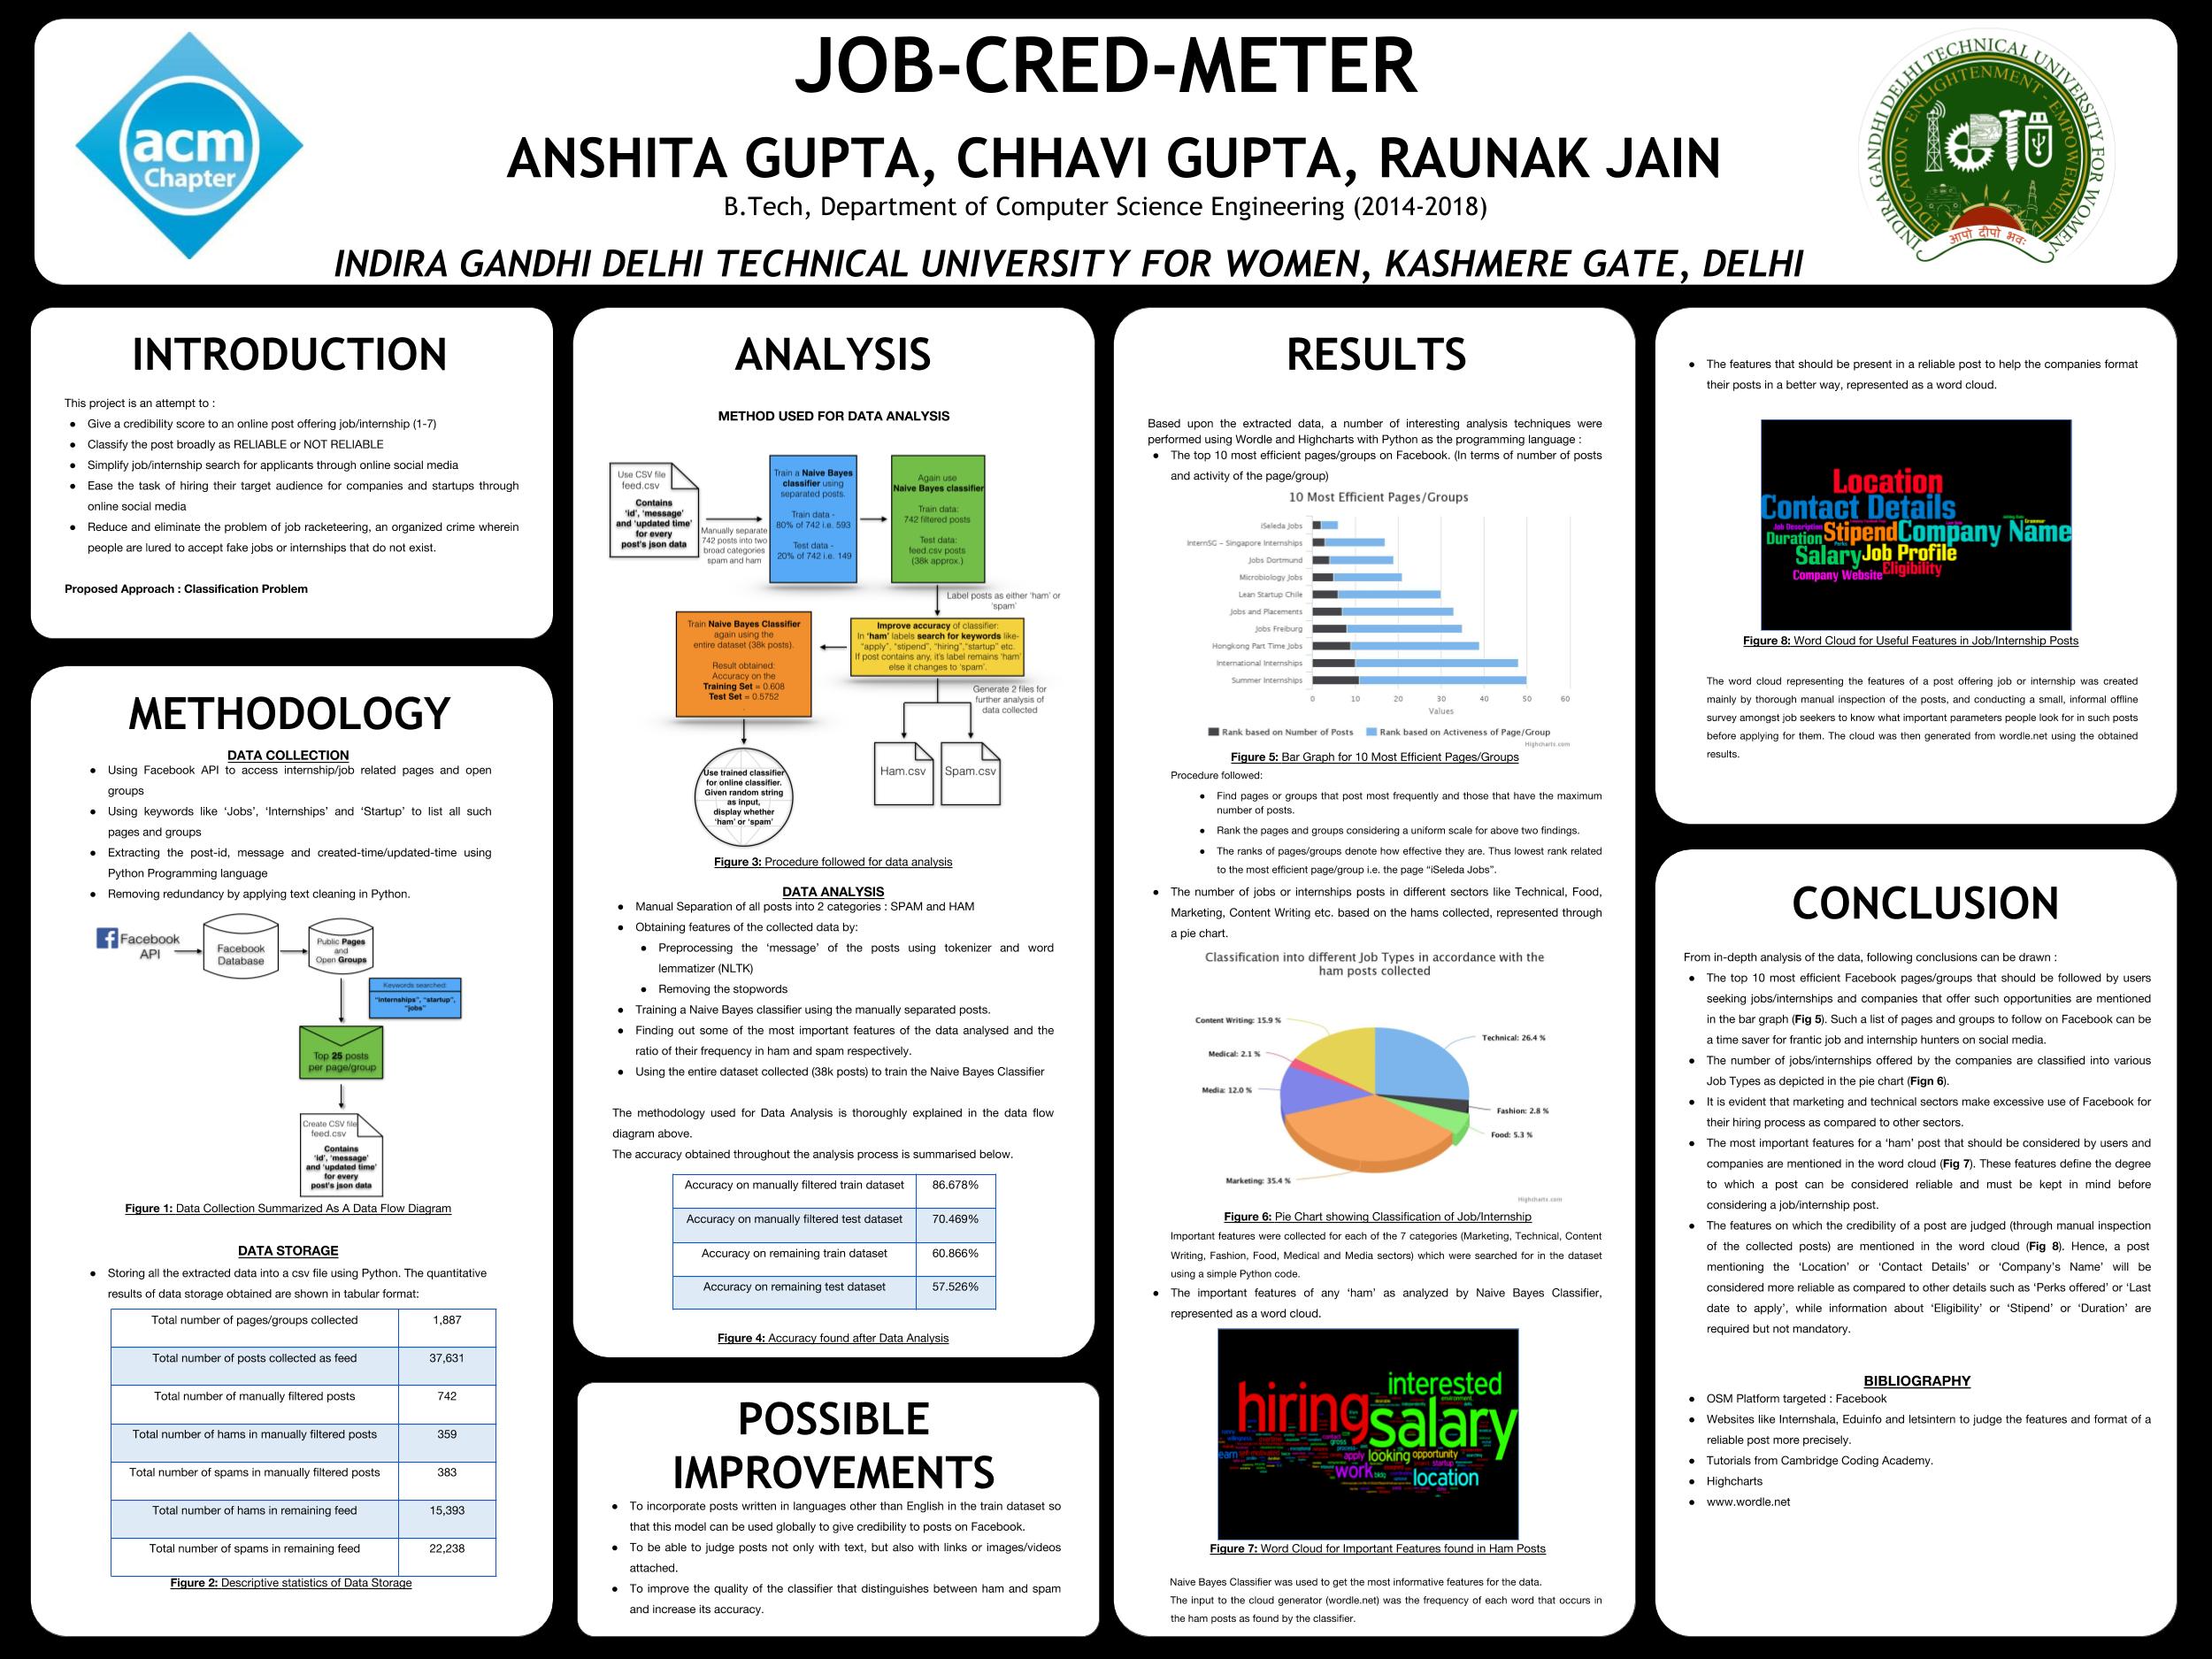 acm
Chapter
JOB-CRED-METER
ANSHITA GUPTA, CHHAVI GUPTA, RAUNAK JAIN
B.Tech, Department of Computer Science Engineering (2014-2018)
INDIRA GANDHI DELHI TECHNICAL UNIVERSITY FOR WOMEN, KASHMERE GATE, DELHI
INDIRA GANDHI DELHI TECHNICAL UNIVERSITY FOR WOMEN
EDUCATION - ENLIGHTENMENT - EMPOWERMENT
आपो दीपो भवः
INTRODUCTION
This project is an attempt to :
● Give a credibility score to an online post offering job/internship (1-7)
● Classify the post broadly as RELIABLE or NOT RELIABLE
● Simplify job/internship search for applicants through online social media
● Ease the task of hiring their target audience for companies and startups through
online social media
● Reduce and eliminate the problem of job racketeering, an organized crime wherein
people are lured to accept fake jobs or internships that do not exist.
Proposed Approach : Classification Problem
METHODOLOGY
DATA COLLECTION
● Using Facebook API to access internship/job related pages and open
groups
● Using keywords like ‘Jobs’, ‘Internships’ and ‘Startup’ to list all such
pages and groups
● Extracting the post-id, message and created-time/updated-time using
Python Programming language
● Removing redundancy by applying text cleaning in Python.
Facebook
API
Facebook
Database
Public Pages
and
Open Groups
Keywords searched:
"internships", "startup",
"jobs"
Top 25 posts
per page/group
Create CSV file
feed.csv
Contains
'id', 'message'
and 'updated time'
for every
post's json data
Figure 1: Data Collection Summarized As A Data Flow Diagram
DATA STORAGE
● Storing all the extracted data into a csv file using Python. The quantitative
results of data storage obtained are shown in tabular format:
Total number of pages/groups collected 1,887
Total number of posts collected as feed 37,631
Total number of manually filtered posts 742
Total number of hams in manually filtered posts 359
Total number of spams in manually filtered posts 383
Total number of hams in remaining feed 15,393
Total number of spams in remaining feed 22,238
Figure 2: Descriptive statistics of Data Storage
ANALYSIS
METHOD USED FOR DATA ANALYSIS
Use CSV file
feed.csv
Contains
'id', 'message'
and 'updated time'
for every
post's json data
Manually separate
742 posts into two
broad categories
spam and ham
Train a Naive Bayes
classifier using
separated posts.
Train data -
80% of 742 i.e. 593
Test data -
20% of 742 i.e. 149
Again use
Naive Bayes classifier
Train data:
742 filtered posts
Test data:
feed.csv posts
(38k approx.)
Label posts as either 'ham' or
'spam'
Improve accuracy of classifier:
In 'ham' labels search for keywords like-
"apply", "stipend", "hiring","startup" etc.
If post contains any, it's label remains 'ham'
else it changes to 'spam'.
Train Naive Bayes Classifier
again using the
entire dataset (38k posts).
Result obtained:
Accuracy on the
Training Set = 0.608
Test Set = 0.5752
Generate 2 files for
further analysis of
data collected
Ham.csv
Spam.csv
Use trained classifier
for online classifier.
Given random string
as input,
display whether
'ham' or 'spam'
Figure 3: Procedure followed for data analysis
DATA ANALYSIS
● Manual Separation of all posts into 2 categories : SPAM and HAM
● Obtaining features of the collected data by:
● Preprocessing the ‘message’ of the posts using tokenizer and word
lemmatizer (NLTK)
● Removing the stopwords
● Training a Naive Bayes classifier using the manually separated posts.
● Finding out some of the most important features of the data analysed and the
ratio of their frequency in ham and spam respectively.
● Using the entire dataset collected (38k posts) to train the Naive Bayes Classifier
The methodology used for Data Analysis is thoroughly explained in the data flow
diagram above.
The accuracy obtained throughout the analysis process is summarised below.
Accuracy on manually filtered train dataset 86.678%
Accuracy on manually filtered test dataset 70.469%
Accuracy on remaining train dataset 60.866%
Accuracy on remaining test dataset 57.526%
Figure 4: Accuracy found after Data Analysis
POSSIBLE
IMPROVEMENTS
● To incorporate posts written in languages other than English in the train dataset so
that this model can be used globally to give credibility to posts on Facebook.
● To be able to judge posts not only with text, but also with links or images/videos
attached.
● To improve the quality of the classifier that distinguishes between ham and spam
and increase its accuracy.
RESULTS
Based upon the extracted data, a number of interesting analysis techniques were
performed using Wordle and Highcharts with Python as the programming language :
● The top 10 most efficient pages/groups on Facebook. (In terms of number of posts
and activity of the page/group)
10 Most Efficient Pages/Groups
iSeleda Jobs
InternSG – Singapore Internships
Jobs Dortmund
Microbiology Jobs
Lean Startup Chile
Jobs and Placements
Jobs Freiburg
Hongkong Part Time Jobs
International Internships
Summer Internships
0 10 20 30 40 50 60
Values
Rank based on Number of Posts Rank based on Activeness of Page/Group
Highcharts.com
Figure 5: Bar Graph for 10 Most Efficient Pages/Groups
Procedure followed:
● Find pages or groups that post most frequently and those that have the maximum
number of posts.
● Rank the pages and groups considering a uniform scale for above two findings.
● The ranks of pages/groups denote how effective they are. Thus lowest rank related
to the most efficient page/group i.e. the page “iSeleda Jobs”.
● The number of jobs or internships posts in different sectors like Technical, Food,
Marketing, Content Writing etc. based on the hams collected, represented through
a pie chart.
Classification into different Job Types in accordance with the
ham posts collected
Content Writing: 15.9 %
Technical: 26.4 %
Medical: 2.1 %
Media: 12.0 %
Fashion: 2.8 %
Food: 5.3 %
Marketing: 35.4 %
Highcharts.com
Figure 6: Pie Chart showing Classification of Job/Internship
Important features were collected for each of the 7 categories (Marketing, Technical, Content
Writing, Fashion, Food, Medical and Media sectors) which were searched for in the dataset
using a simple Python code.
● The important features of any ‘ham’ as analyzed by Naive Bayes Classifier,
represented as a word cloud.
interested
hiring
salary
apply looking opportunity
work
location
Figure 7: Word Cloud for Important Features found in Ham Posts
Naive Bayes Classifier was used to get the most informative features for the data.
The input to the cloud generator (wordle.net) was the frequency of each word that occurs in
the ham posts as found by the classifier.
● The features that should be present in a reliable post to help the companies format
their posts in a better way, represented as a word cloud.
Location
Contact Details
Job Description
Duration Stipend Company Name
Salary Job Profile
Company Website Eligibility
Figure 8: Word Cloud for Useful Features in Job/Internship Posts
The word cloud representing the features of a post offering job or internship was created
mainly by thorough manual inspection of the posts, and conducting a small, informal offline
survey amongst job seekers to know what important parameters people look for in such posts
before applying for them. The cloud was then generated from wordle.net using the obtained
results.
CONCLUSION
From in-depth analysis of the data, following conclusions can be drawn :
● The top 10 most efficient Facebook pages/groups that should be followed by users
seeking jobs/internships and companies that offer such opportunities are mentioned
in the bar graph (Fig 5). Such a list of pages and groups to follow on Facebook can be
a time saver for frantic job and internship hunters on social media.
● The number of jobs/internships offered by the companies are classified into various
Job Types as depicted in the pie chart (Fign 6).
● It is evident that marketing and technical sectors make excessive use of Facebook for
their hiring process as compared to other sectors.
● The most important features for a ‘ham’ post that should be considered by users and
companies are mentioned in the word cloud (Fig 7). These features define the degree
to which a post can be considered reliable and must be kept in mind before
considering a job/internship post.
● The features on which the credibility of a post are judged (through manual inspection
of the collected posts) are mentioned in the word cloud (Fig 8). Hence, a post
mentioning the ‘Location’ or ‘Contact Details’ or ‘Company’s Name’ will be
considered more reliable as compared to other details such as ‘Perks offered’ or ‘Last
date to apply’, while information about ‘Eligibility’ or ‘Stipend’ or ‘Duration’ are
required but not mandatory.
BIBLIOGRAPHY
● OSM Platform targeted : Facebook
● Websites like Internshala, Eduinfo and letsintern to judge the features and format of a
reliable post more precisely.
● Tutorials from Cambridge Coding Academy.
● Highcharts
● www.wordle.net